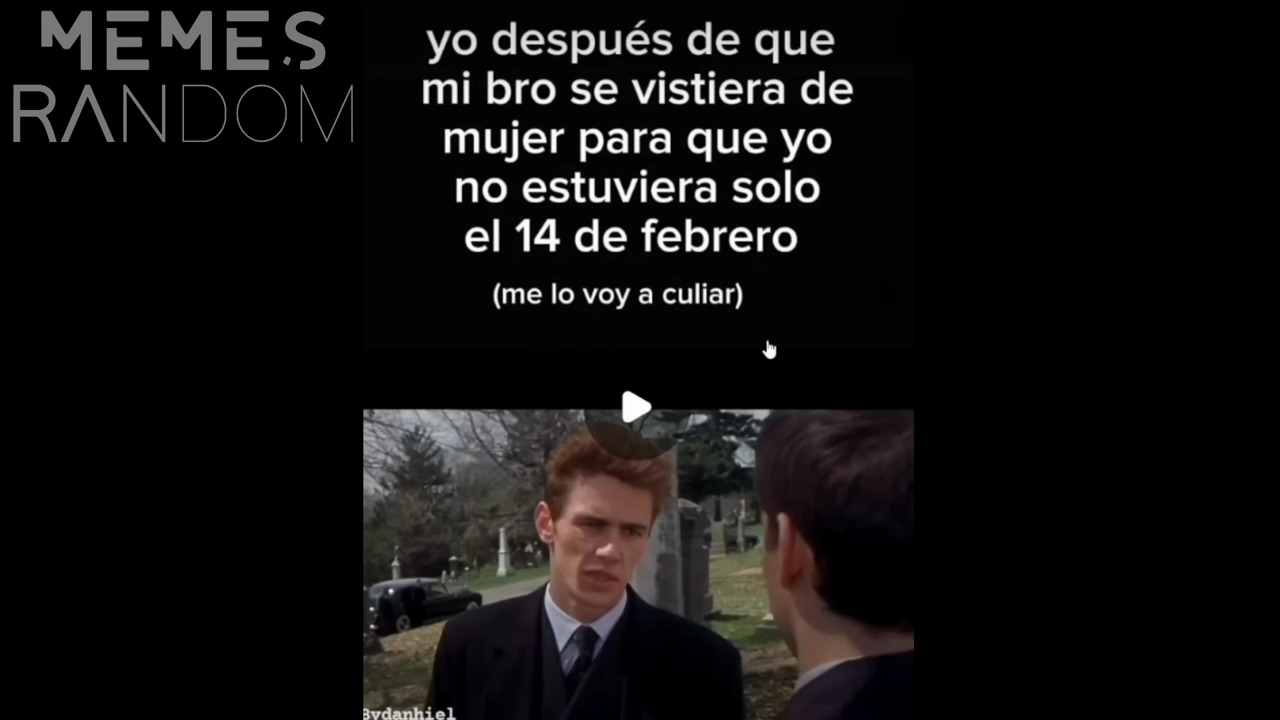 MEMES
RANDOM
yo después de que
mi bro se vistiera de
mujer para que yo
no estuviera solo
el 14 de febrero
(me lo voy a culiar)
Bydanhiel